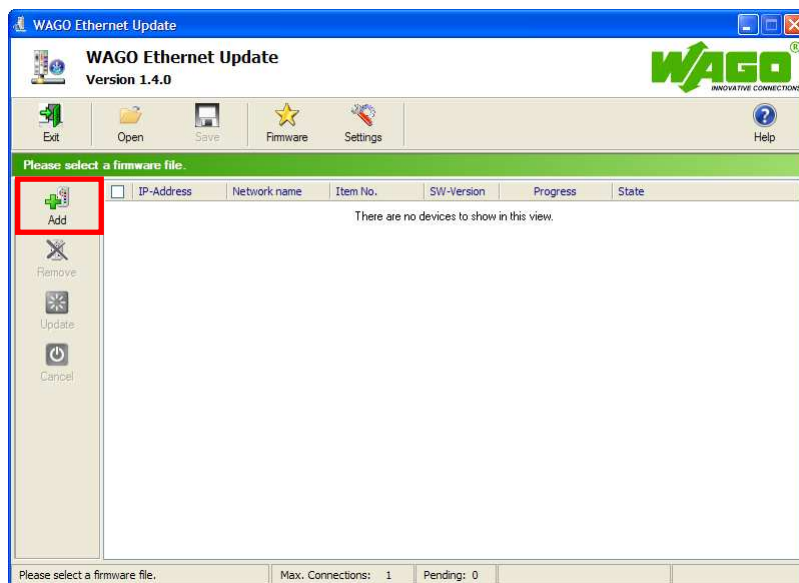 WAGO Ethernet Update
WAGO Ethernet Update
Version 1.4.0
WAGO®
INNOVATIVE CONNECTIONS
Exit Open Save Firmware Settings Help
Please select a firmware file.
Add
IP-Address Network name Item No. SW-Version Progress State
There are no devices to show in this view.
Remove
Update
Cancel
Please select a firmware file. Max. Connections: 1 Pending: 0